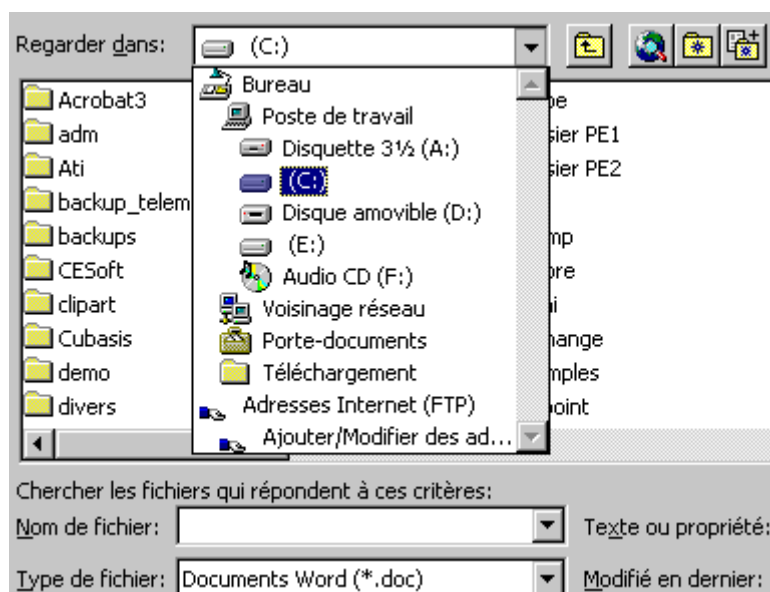 Regarder dans: (C:)
Bureau
Poste de travail
Disquette 3½ (A:)
(C:)
Disque amovible (D:)
(E:)
Audio CD (F:)
Voisinage réseau
Porte-documents
Téléchargement
Adresses Internet (FTP)
Ajouter/Modifier des ad...
Acrobat3
adm
Ati
backup_telem
backups
CESoft
clipart
Cubasis
demo
divers
sier PE1
sier PE2
mp
ange
mples
point
Chercher les fichiers qui répondent à ces critères:
Nom de fichier: Texte ou propriété:
Type de fichier: Documents Word (*.doc) Modifié en dernier: